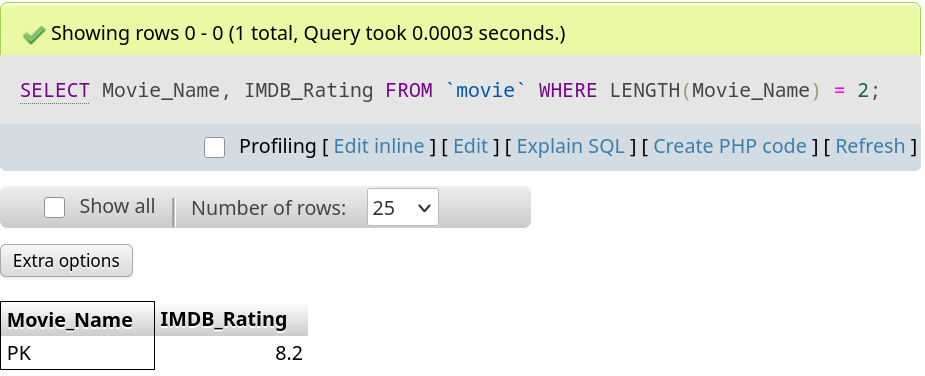 Showing rows 0 - 0 (1 total, Query took 0.0003 seconds.)
SELECT Movie_Name, IMDB_Rating FROM `movie` WHERE LENGTH(Movie_Name) = 2;
Profiling [ Edit inline ] [ Edit ] [ Explain SQL ] [ Create PHP code ] [ Refresh ]
Show all Number of rows: 25
Extra options
Movie_Name IMDB_Rating
PK 8.2